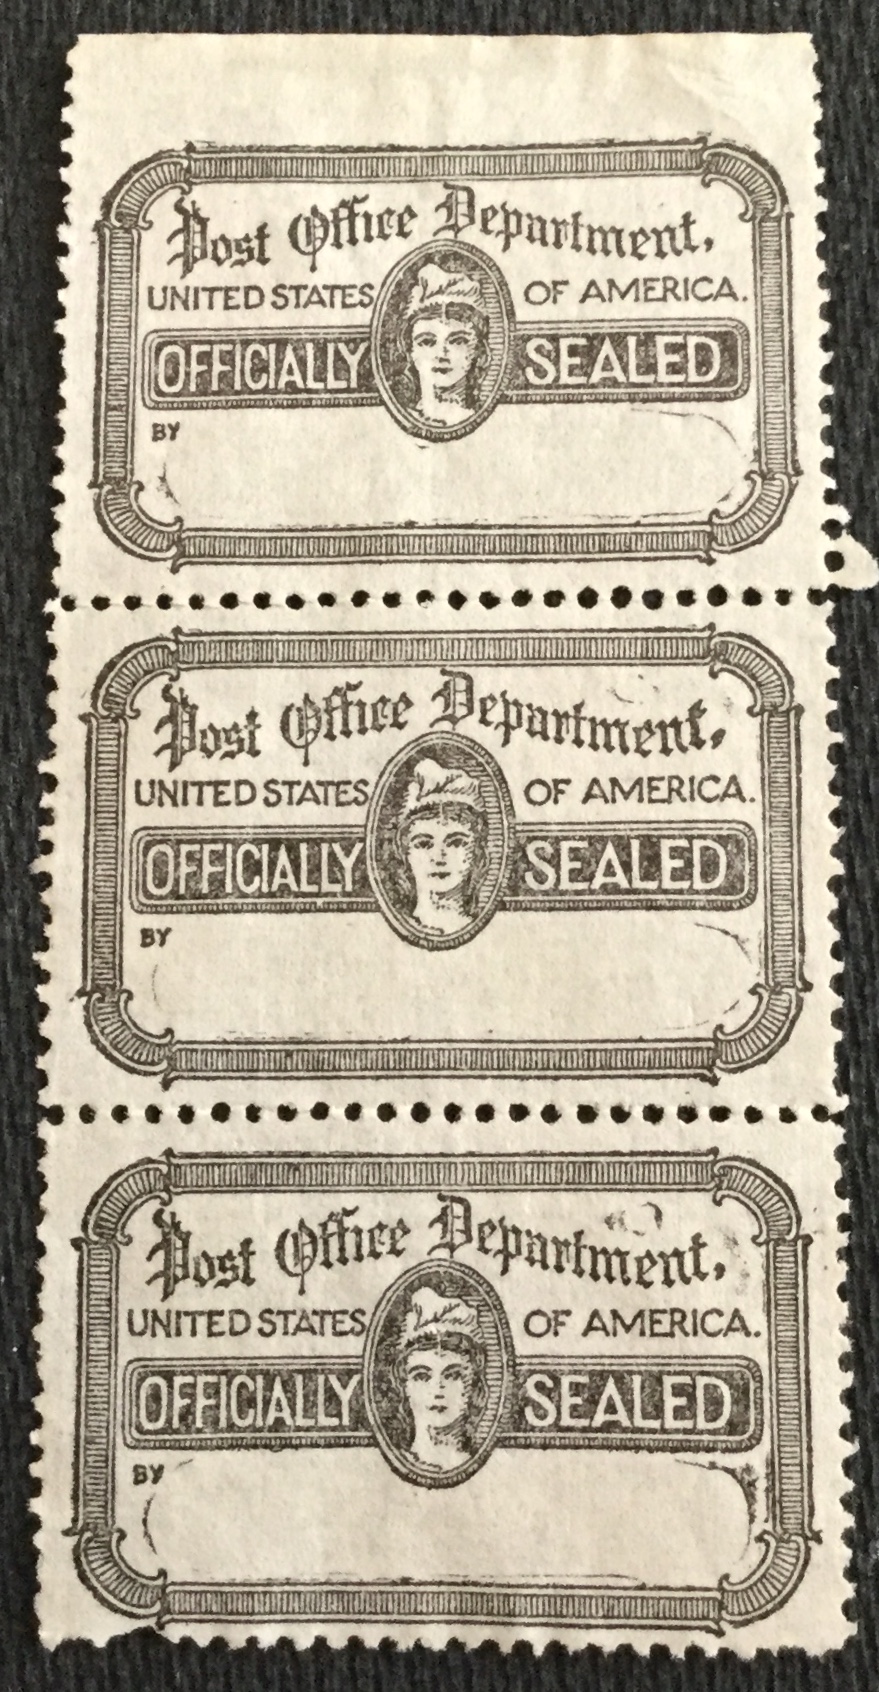 Post Office Department,
UNITED STATES OF AMERICA.
OFFICIALLY SEALED
BY
Post Office Department,
UNITED STATES OF AMERICA.
OFFICIALLY SEALED
BY
Post Office Department,
UNITED STATES OF AMERICA.
OFFICIALLY SEALED
BY